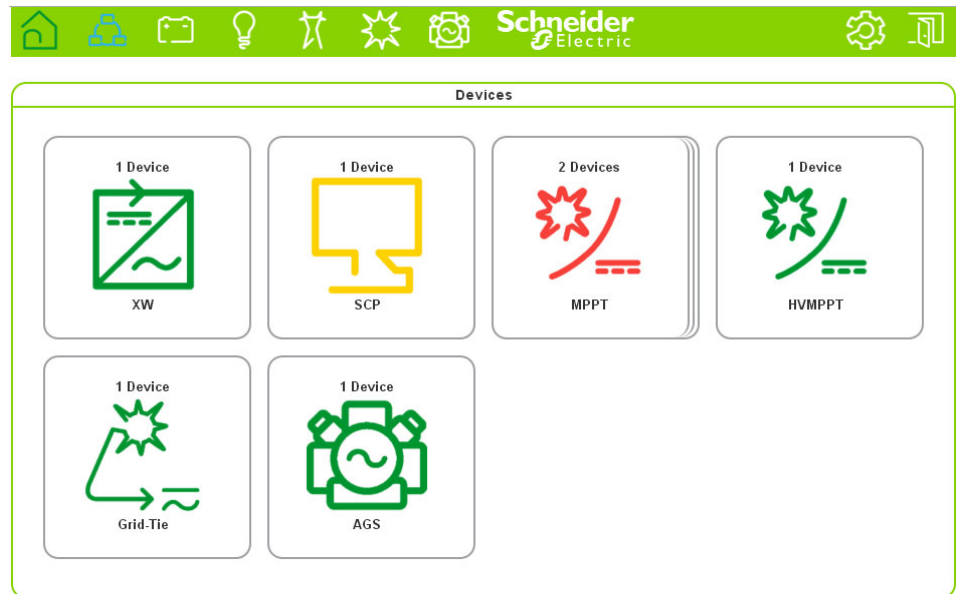 Schneider
Electric
Devices
1 Device
XW
1 Device
SCP
2 Devices
MPPT
1 Device
HVMPPT
1 Device
Grid-Tie
1 Device
AGS